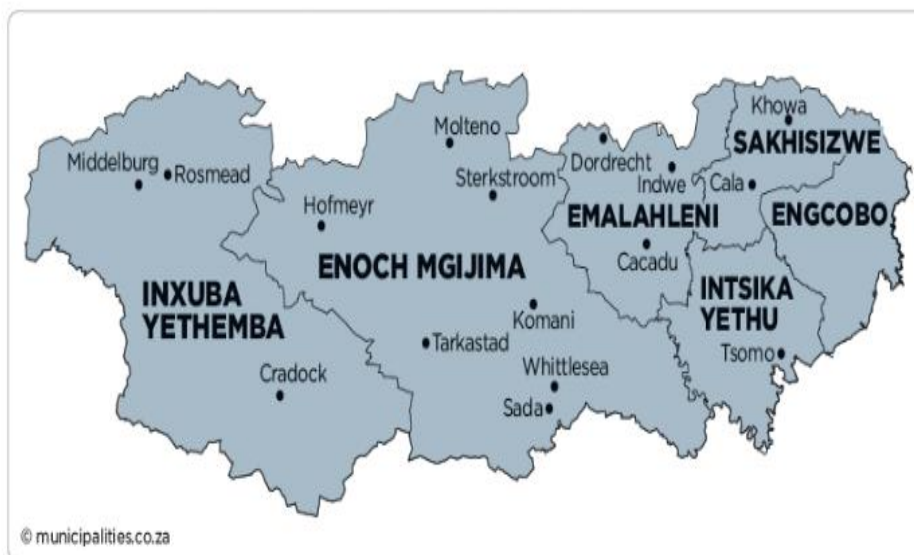 Khowa
Molteno
SAKHISIZWE
Middelburg
Rosmead
Dordrecht
Sterkstroom
Indwe
Cala
Hofmeyr
EMALAHLENI
ENGCOBO
ENOCH MGIJIMA
Cacadu
INXUBA
YETHEMBA
INTSIKA
YETHU
Komani
Tarkastad
Tsomo
Whittlesea
Cradock
Sada
© municipalities.co.za